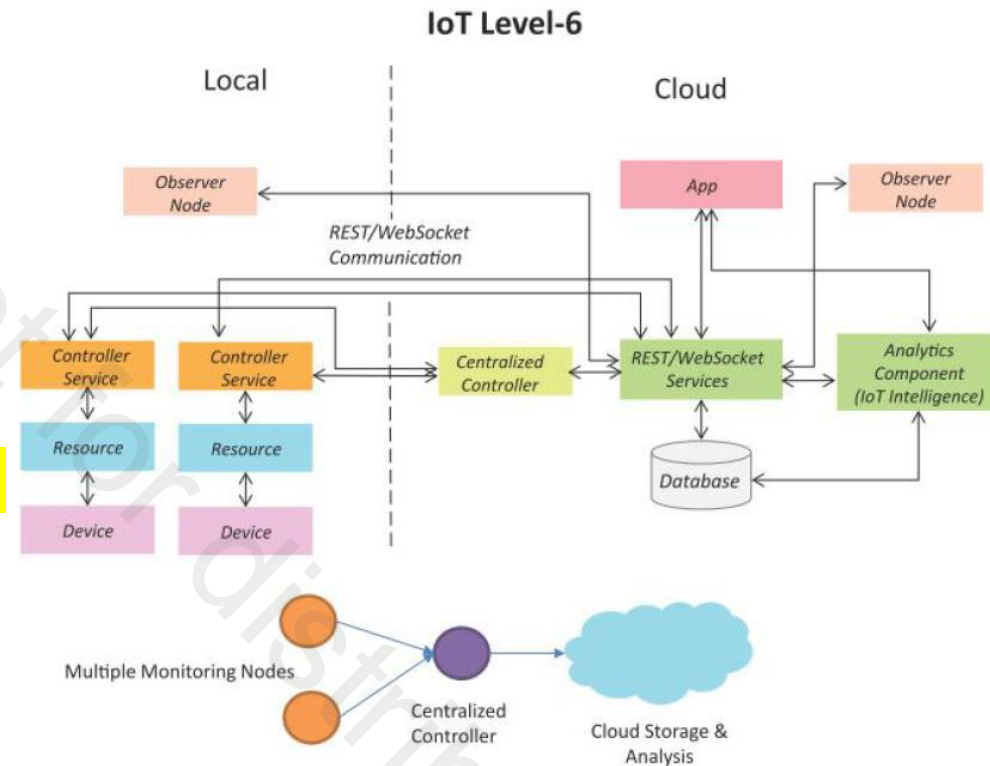 IoT Level-6
Local
Cloud
Observer
Node
App
Observer
Node
REST/WebSocket
Communication
Controller
Service
Controller
Service
Centralized
Controller
REST/WebSocket
Services
Analytics
Component
(IoT Intelligence)
Resource
Resource
Database
Device
Device
Multiple Monitoring Nodes
Centralized
Controller
Cloud Storage &
Analysis